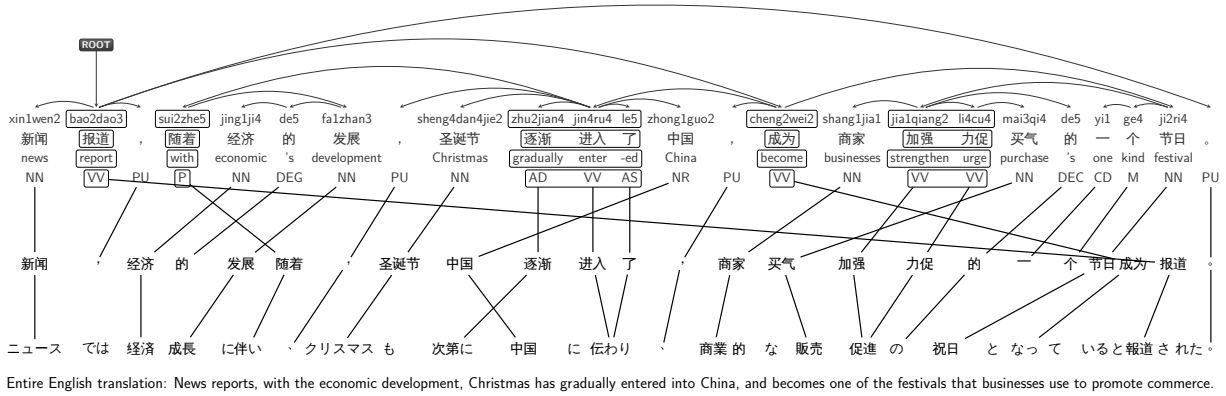 ROOT
xin1wen2 bao2dao3 sui2zhe5 jing1ji4 de5 fa1zhan3 sheng4dan4jie2 zhu2jian4 jin4ru4 le5 zhong1guo2 cheng2wei2 shang1jia1 jia1qiang2 li4cu4 mai3qi4 de5 yi1 ge4 ji2ri4
新闻 报道 , 随着 经济 的 发展 , 圣诞节 逐渐 进入 了 中国 , 成为 商家 加强 力促 买气 的 一 个 节日 。
news report with economic 's development Christmas gradually enter -ed China become businesses strengthen urge purchase 's one kind festival
NN VV PU P NN DEG NN PU NN AD VV AS NR PU VV NN VV VV NN DEC CD M NN PU
新闻 , 经济 的 发展 随着 , 圣诞节 中国 逐渐 进入 了 , 商家 买气 加强 力促 的 一 个 节日 成为 报道 。
ニュース では 経済 成長 に伴い 、 クリスマス も 次第に 中国 に 伝わり 、 商業 的 な 販売 促進 の 祝日 と なっ て いる と 報道 さ れた 。
Entire English translation: News reports, with the economic development, Christmas has gradually entered into China, and becomes one of the festivals that businesses use to promote commerce.